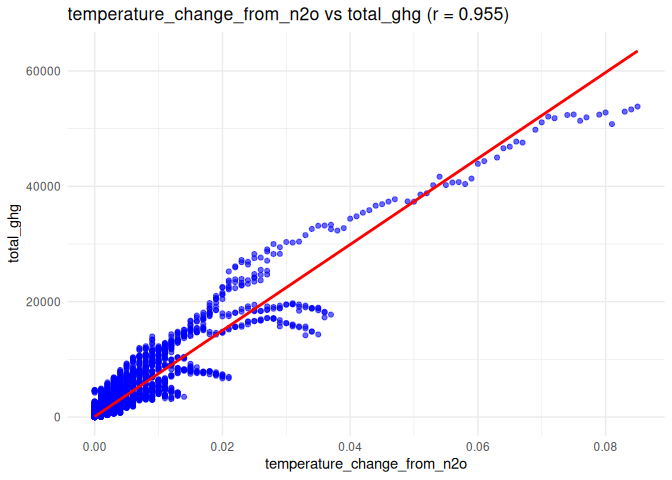 temperature_change_from_n2o vs total_ghg (r = 0.955)
total_ghg
60000
40000
20000
0
0.00 0.02 0.04 0.06 0.08
temperature_change_from_n2o